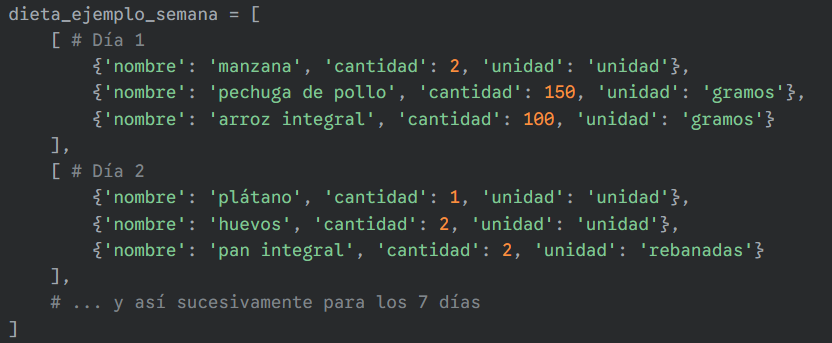 dieta_ejemplo_semana = [
    [ # Día 1
        {'nombre': 'manzana', 'cantidad': 2, 'unidad': 'unidad'},
        {'nombre': 'pechuga de pollo', 'cantidad': 150, 'unidad': 'gramos'},
        {'nombre': 'arroz integral', 'cantidad': 100, 'unidad': 'gramos'}
    ],
    [ # Día 2
        {'nombre': 'plátano', 'cantidad': 1, 'unidad': 'unidad'},
        {'nombre': 'huevos', 'cantidad': 2, 'unidad': 'unidad'},
        {'nombre': 'pan integral', 'cantidad': 2, 'unidad': 'rebanadas'}
    ],
    # ... y así sucesivamente para los 7 días
]